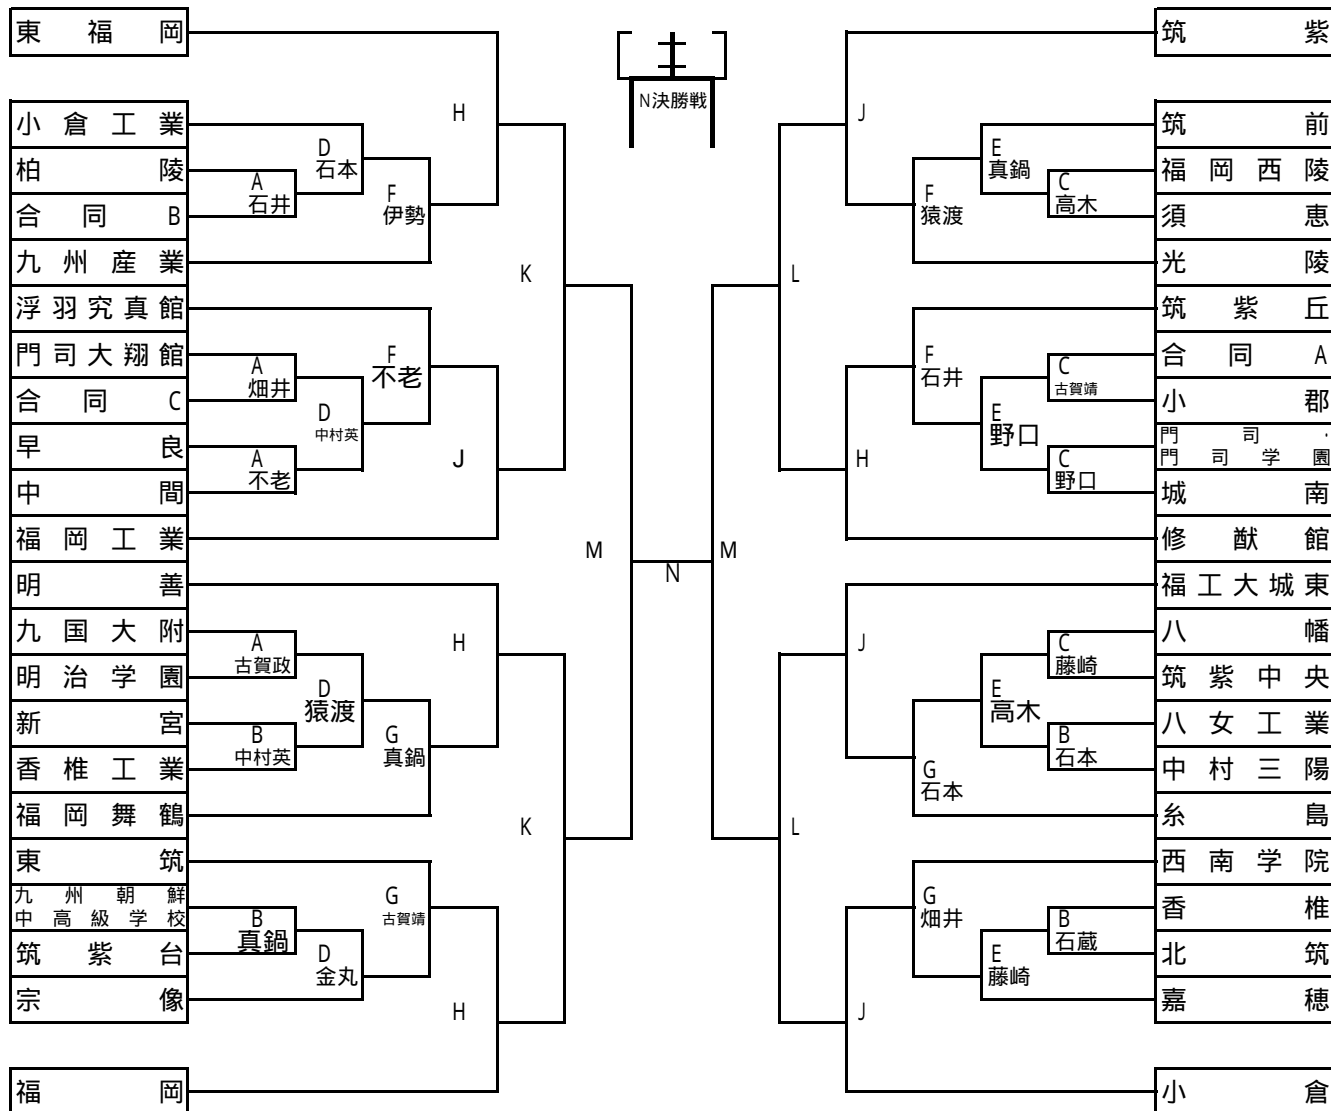 東福岡
小倉工業
柏陵
合同B
九州産業
浮羽究真館
門司大翔館
合同C
早良
中間
福岡工業
明善
九国大附
明治学園
新宮
香椎工業
福岡舞鶴
東筑
九州朝鮮
中高級学校
筑紫台
宗像
福岡
A
石井
A
畑井
A
不老
A
古賀政
B
中村英
B
真鍋
D
石本
D
中村英
D
猿渡
D
金丸
F
伊勢
F
不老
G
真鍋
G
古賀靖
H
J
H
H
K
K
M
N決勝戦
N
M
L
L
J
H
J
J
F
猿渡
F
石井
G
石本
G
畑井
E
真鍋
E
野口
E
高木
E
藤崎
C
高木
C
古賀靖
C
野口
C
藤崎
B
石本
B
石蔵
筑紫
筑前
福岡西陵
須恵
光陵
筑紫丘
合同A
小郡
門司・
門司学園
城南
修猷館
福工大城東
八幡
筑紫中央
八女工業
中村三陽
糸島
西南学院
香椎
北筑
嘉穂
小倉